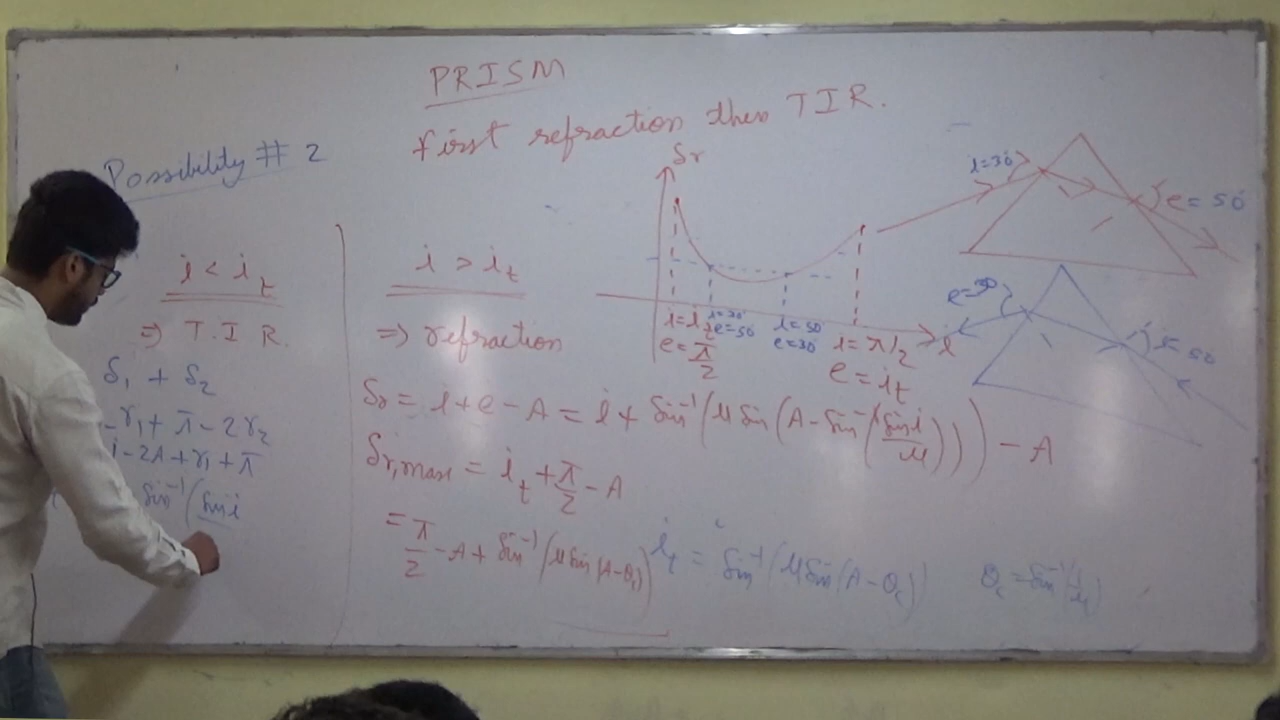 PRISM
first refraction then TIR.
Possibility # 2
i < i_t
⇒ T.I R.
δ₁ + δ₂
-r₁ + π - 2r₂
i - 2A + r₁ + π
Sin⁻¹(Sin i
i > i_t
⇒ refraction
δr = i + e - A = i + Sin⁻¹(μ Sin(A - Sin⁻¹(Sin i/μ))) - A
δr,max = i_t + π/2 - A
= π/2 - A + Sin⁻¹(μ Sin(A-θc))
i_t = Sin⁻¹(μ Sin(A - θc)) θc = Sin⁻¹(1/μ)
δr
i = i_t
e = π/2
i=30
e=50
i=50
e=30
i = π/2
e = i_t
i
i=30°
e = 50°
e=30
i= 50